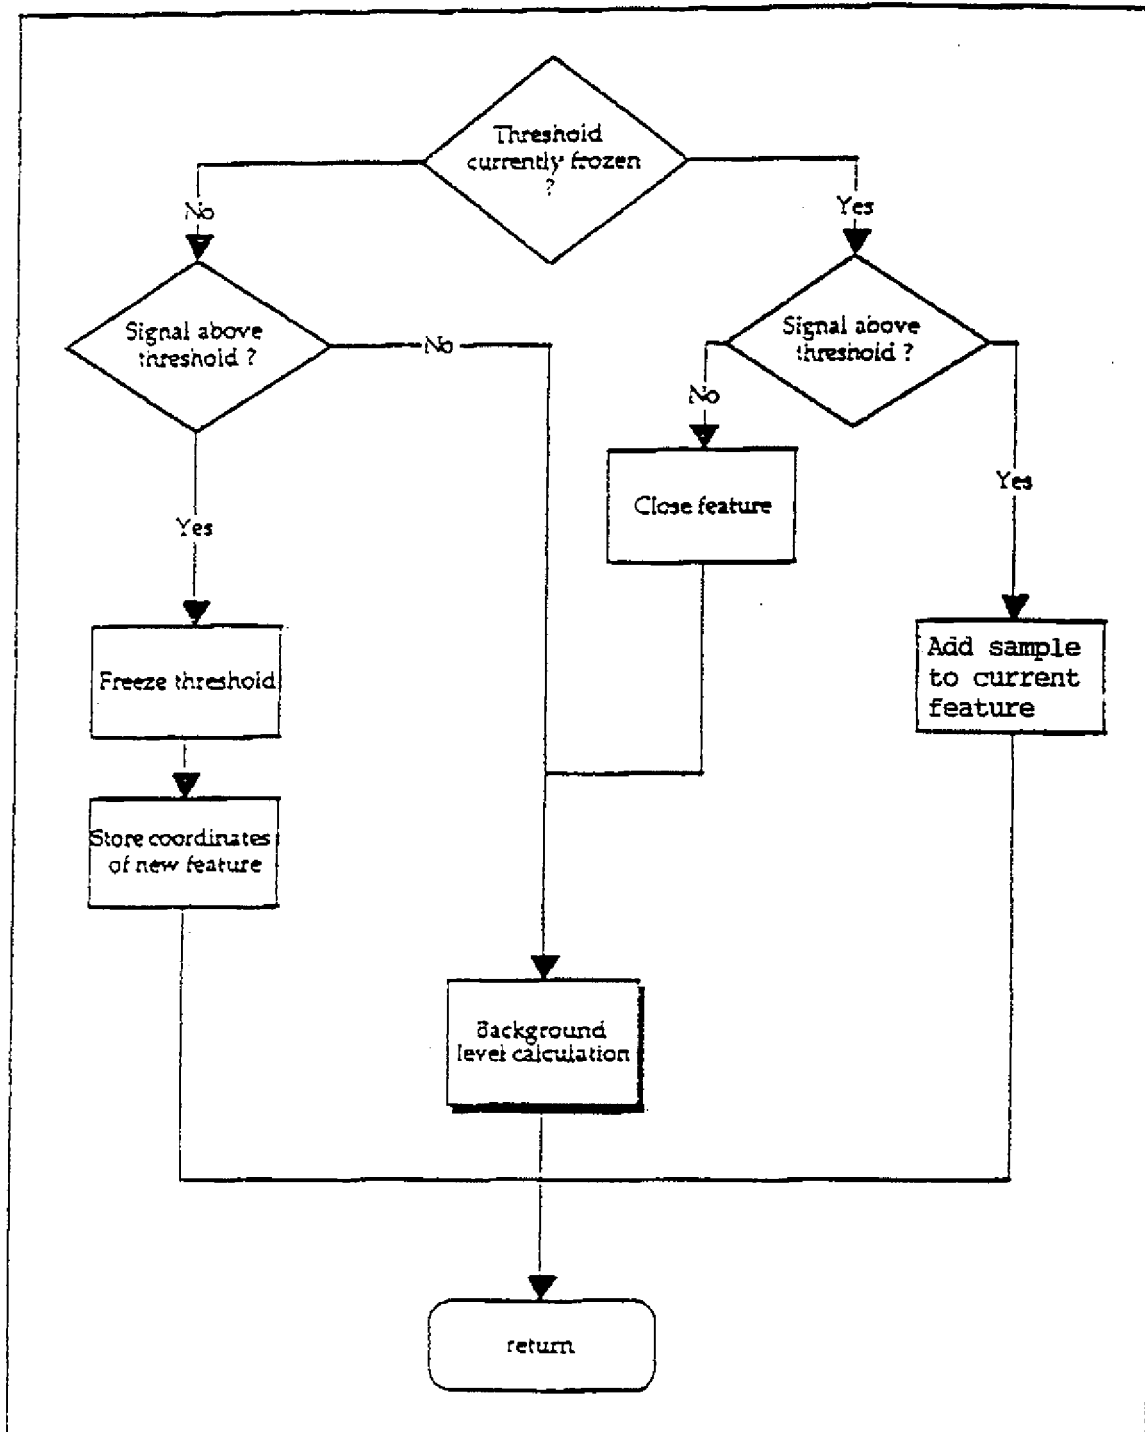 Threshold
currently frozen
?
No
Yes
Signal above
threshold ?
No
Signal above
threshold ?
No
Close feature
Yes
Yes
Freeze threshold
Add sample
to current
feature
Store coordinates
of new feature
Background
level calculation
return